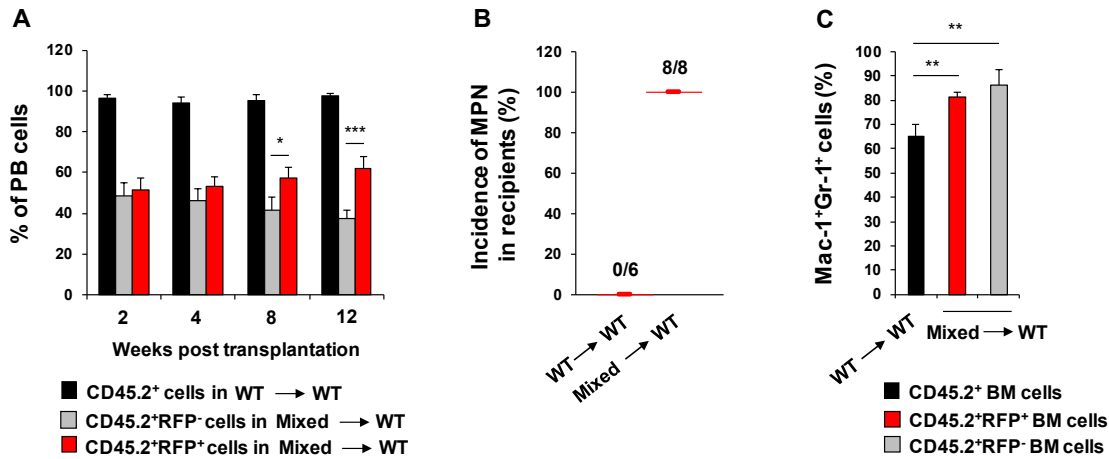 A
% of PB cells
120
100
80
60
40
20
0
*
***
2 4 8 12
Weeks post transplantation
CD45.2⁺ cells in WT → WT
CD45.2⁺RFP⁻ cells in Mixed → WT
CD45.2⁺RFP⁺ cells in Mixed → WT
B
Incidence of MPN
in recipients (%)
120
100
80
60
40
20
0
0/6
8/8
WT → WT
Mixed → WT
C
Mac-1⁺Gr-1⁺ cells (%)
100
90
80
70
60
50
40
30
20
10
0
**
**
WT → WT
Mixed → WT
CD45.2⁺ BM cells
CD45.2⁺RFP⁺ BM cells
CD45.2⁺RFP⁻ BM cells